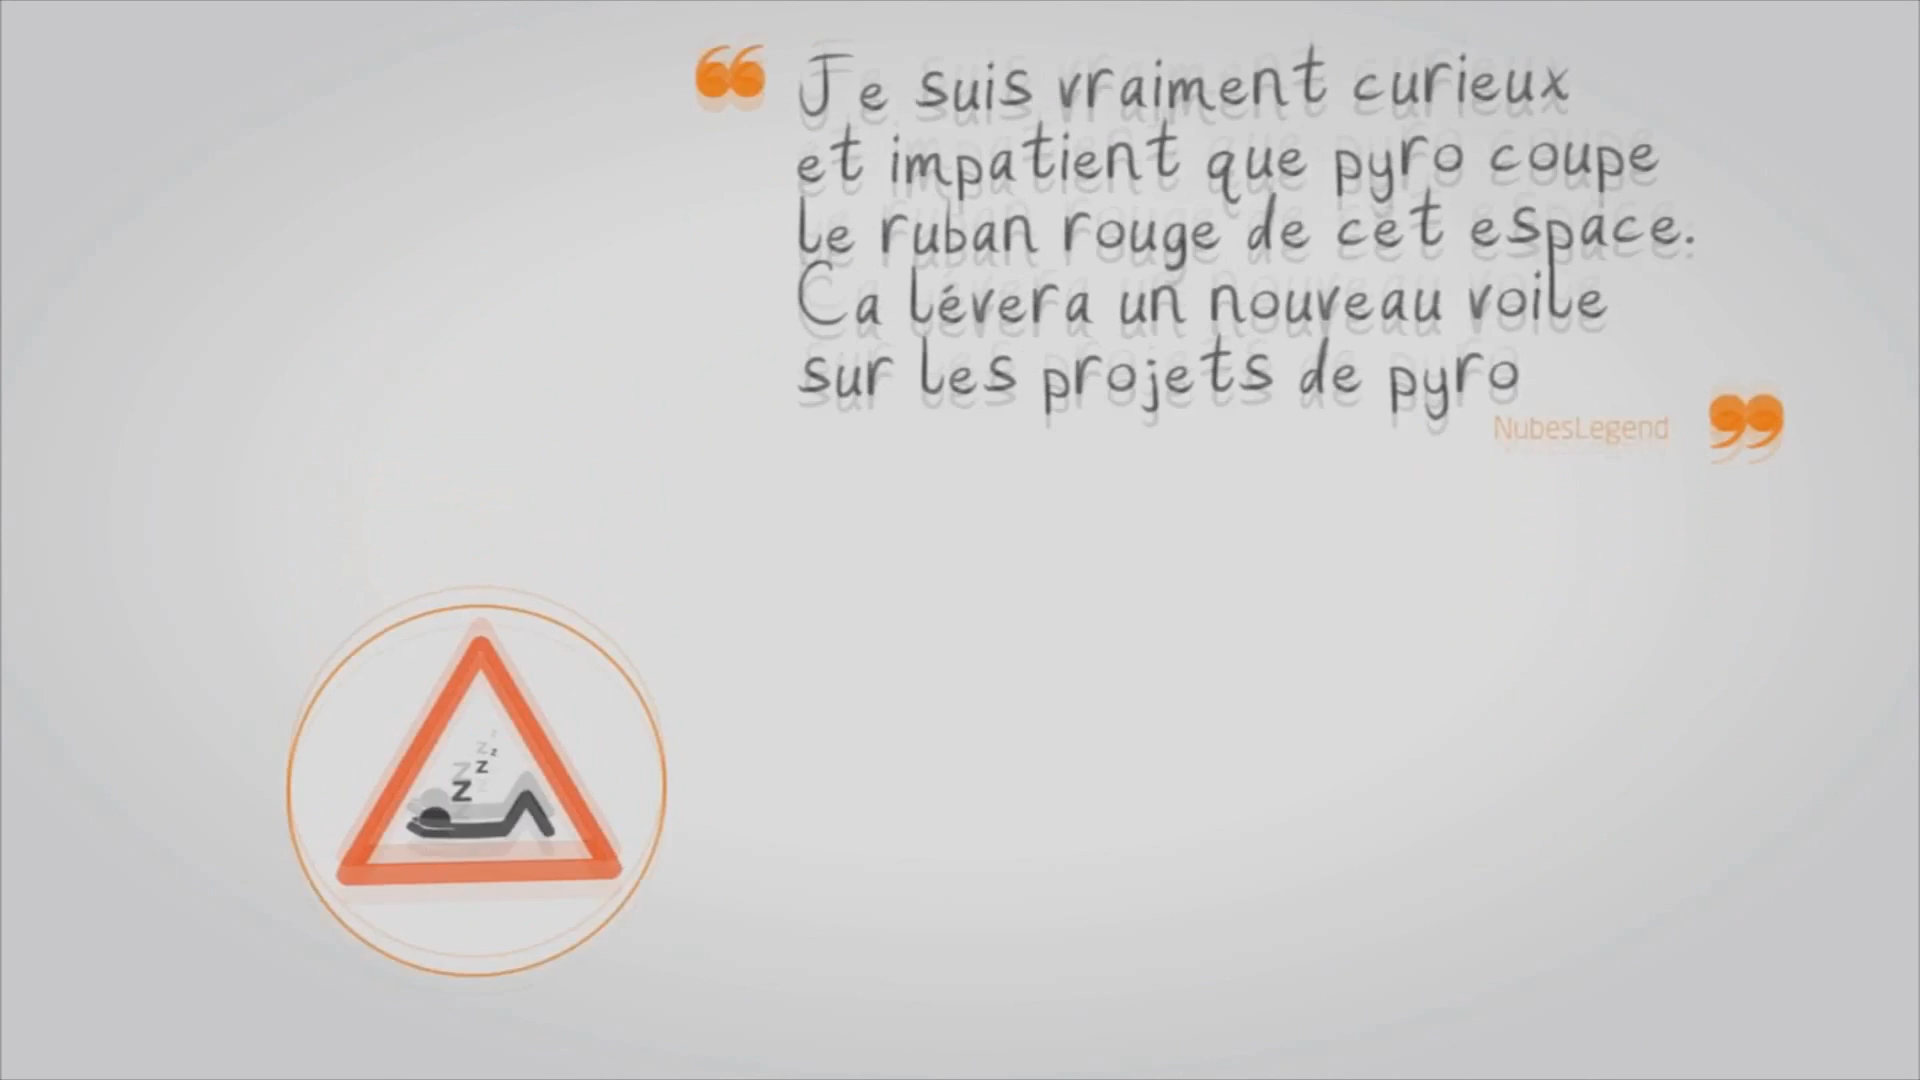 ❝ Je suis vraiment curieux
et impatient que pyro coupe
le ruban rouge de cet espace.
Ca lévera un nouveau voile
sur les projets de pyro
NubesLegend ❞
z
z
z